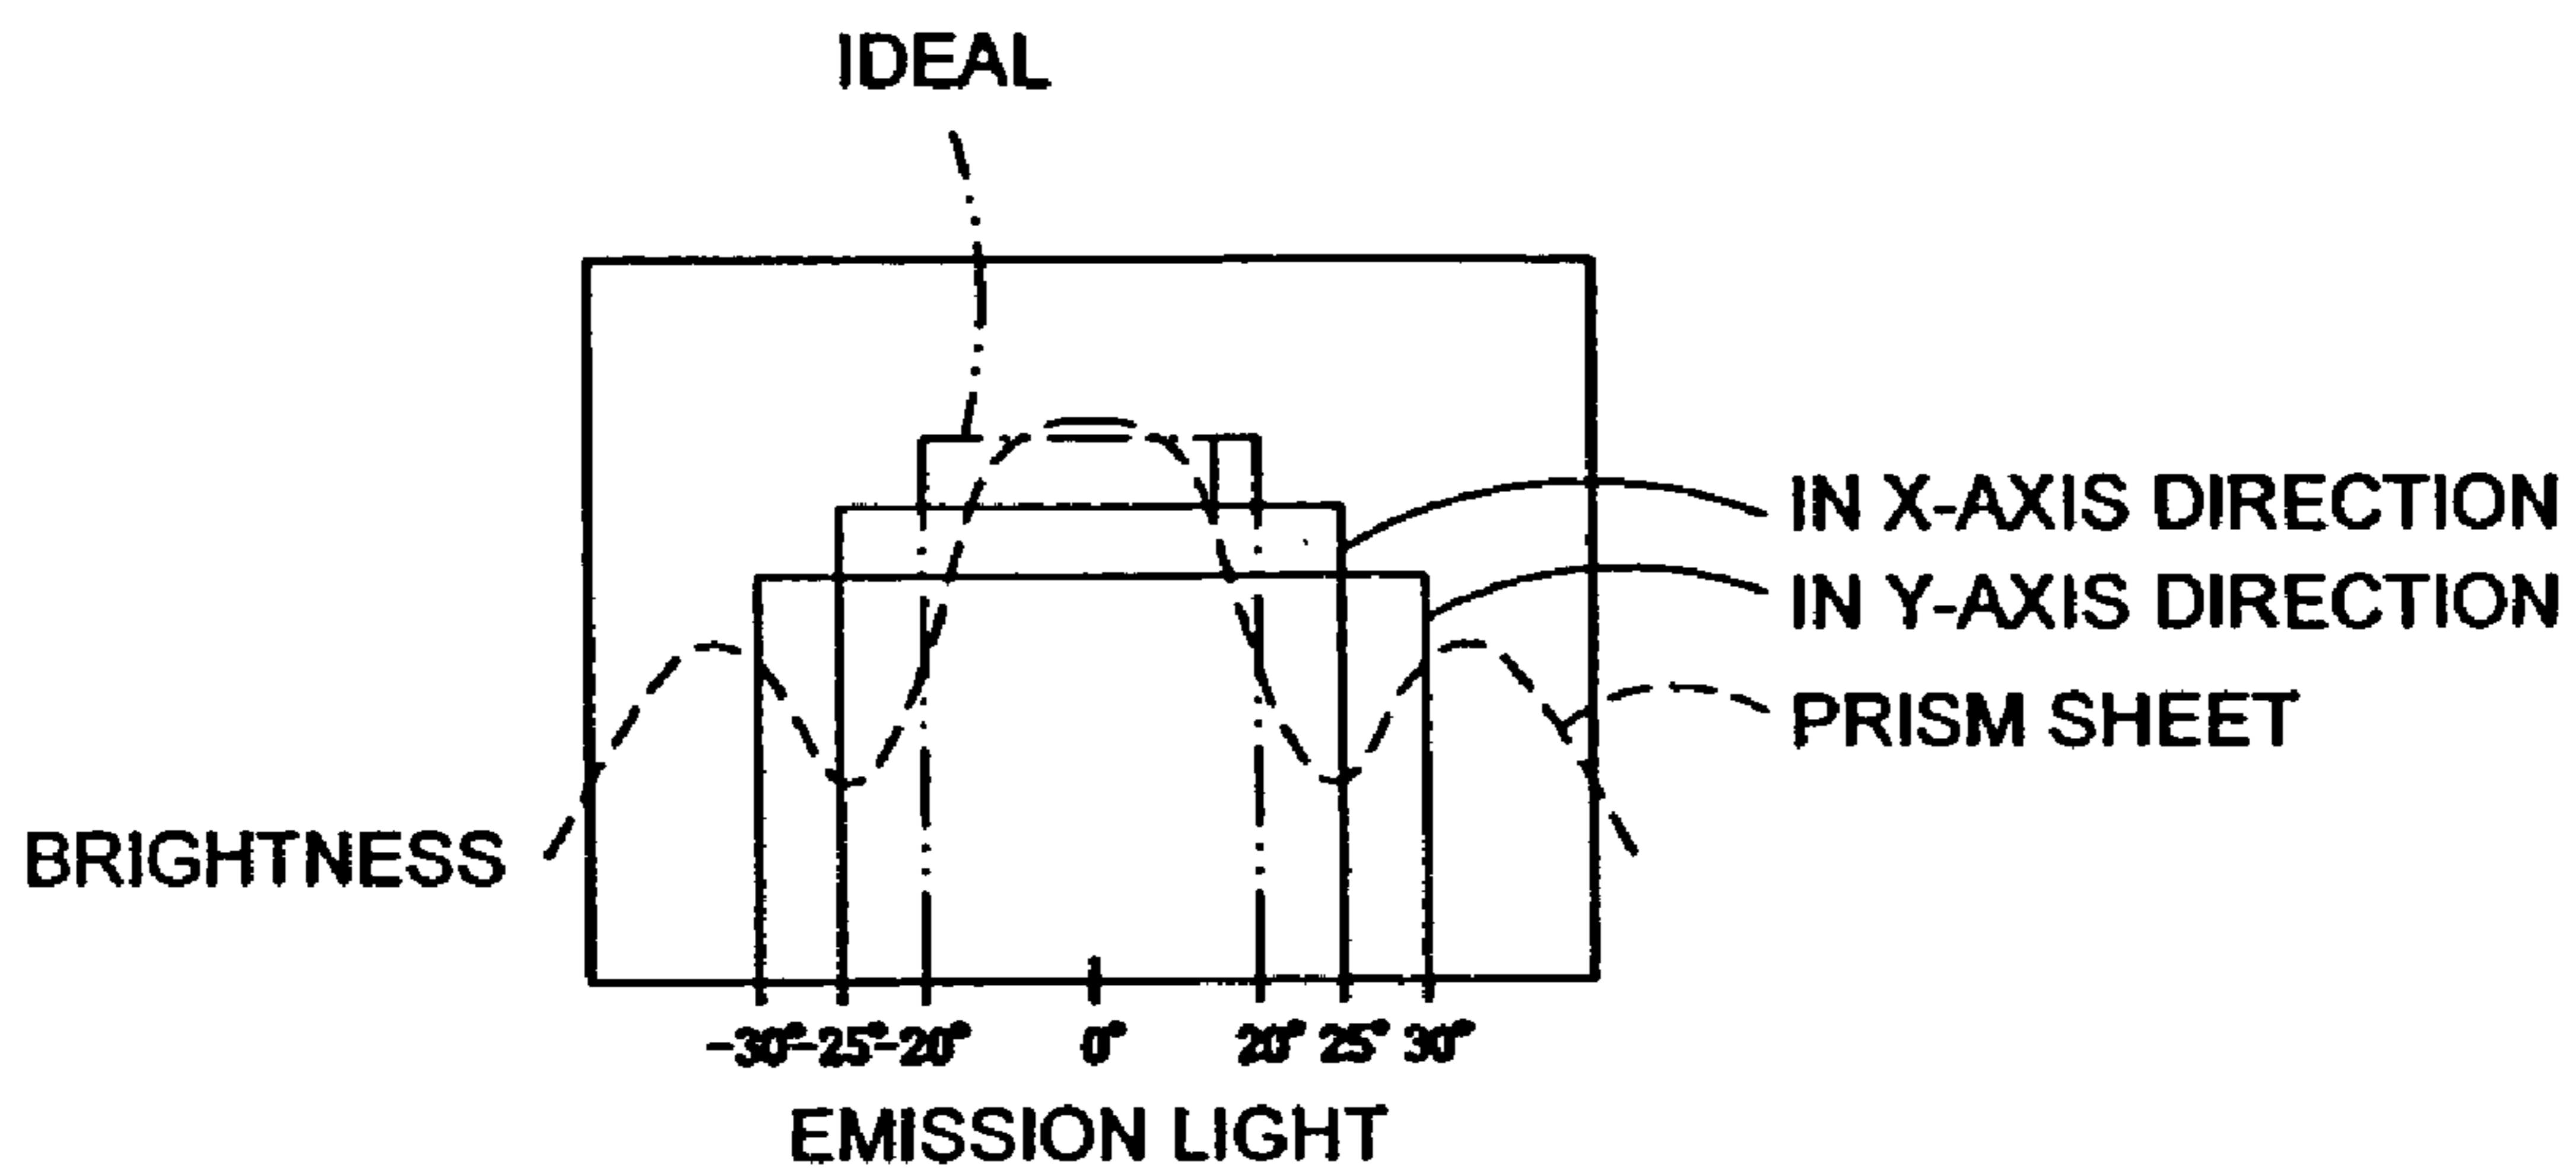 IDEAL
IN X-AXIS DIRECTION
IN Y-AXIS DIRECTION
PRISM SHEET
BRIGHTNESS
-30° -25° -20° 0° 20° 25° 30°
EMISSION LIGHT